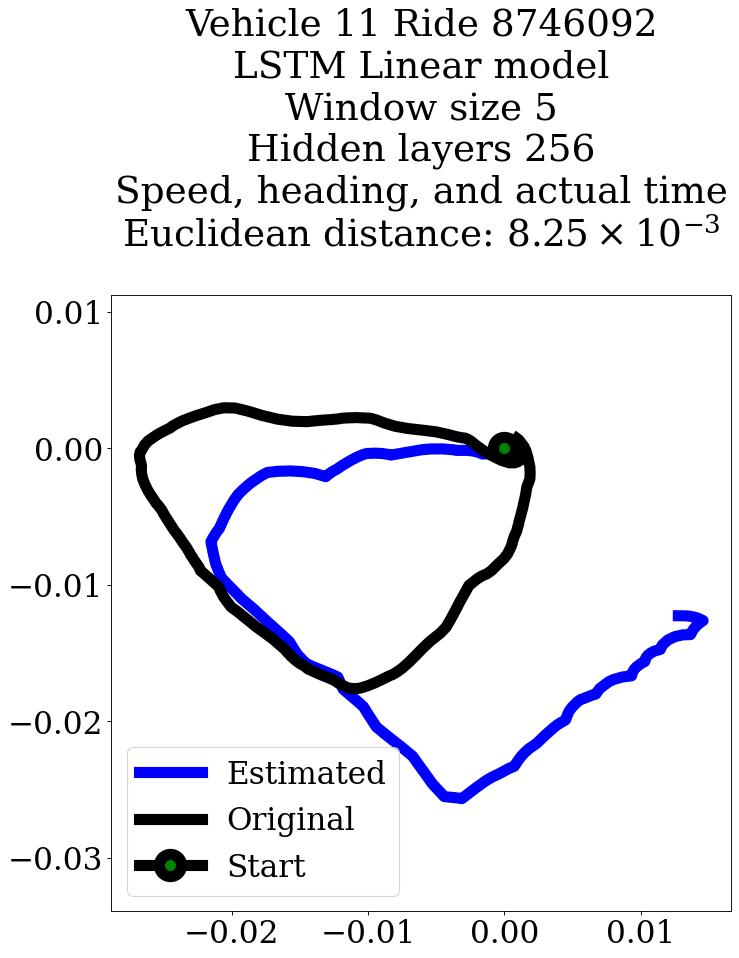 Vehicle 11 Ride 8746092
LSTM Linear model
Window size 5
Hidden layers 256
Speed, heading, and actual time
Euclidean distance: 8.25 × 10⁻³
0.01
0.00
−0.01
−0.02
−0.03
Estimated
Original
Start
−0.02 −0.01 0.00 0.01